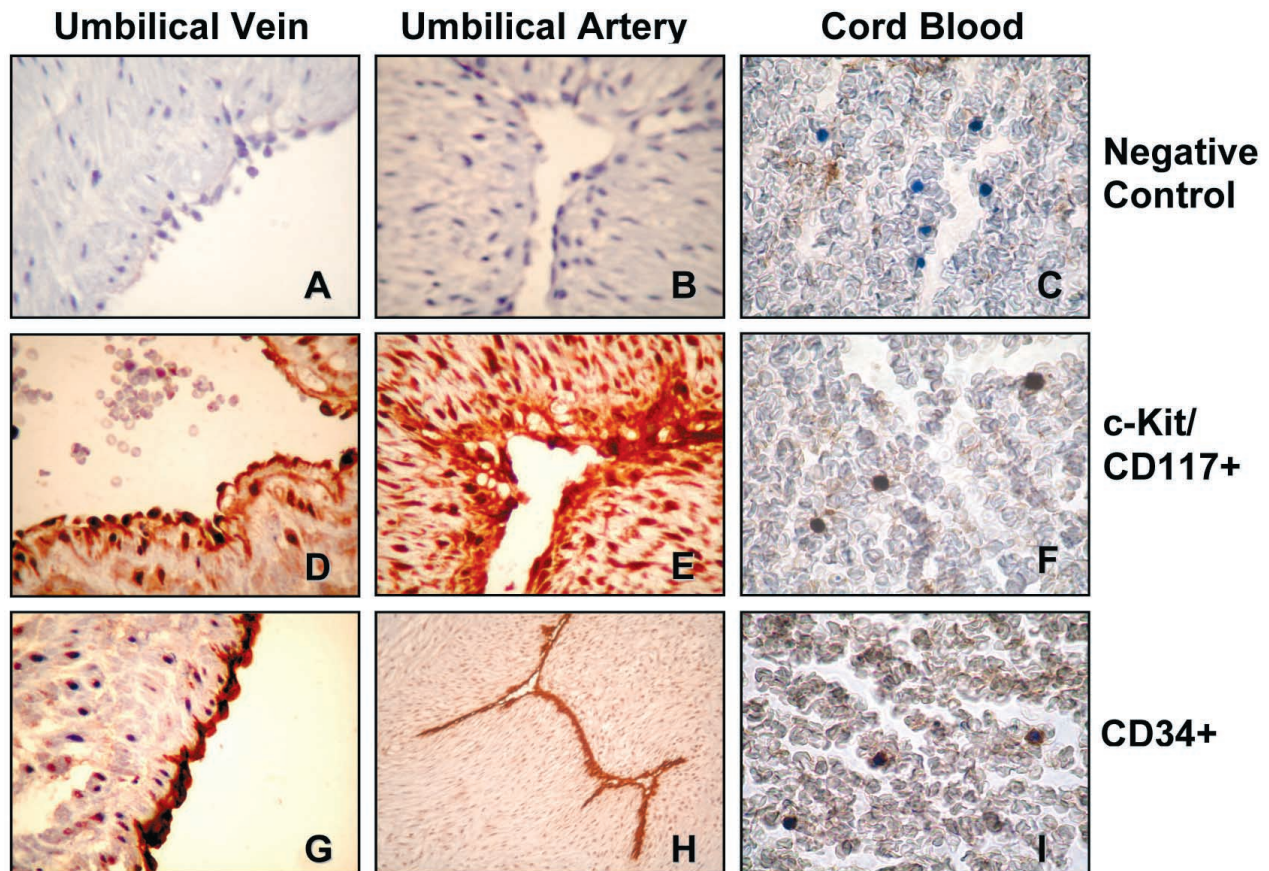 Umbilical Vein
Umbilical Artery
Cord Blood
A
B
C
Negative
Control
D
E
F
c-Kit/
CD117+
G
H
I
CD34+